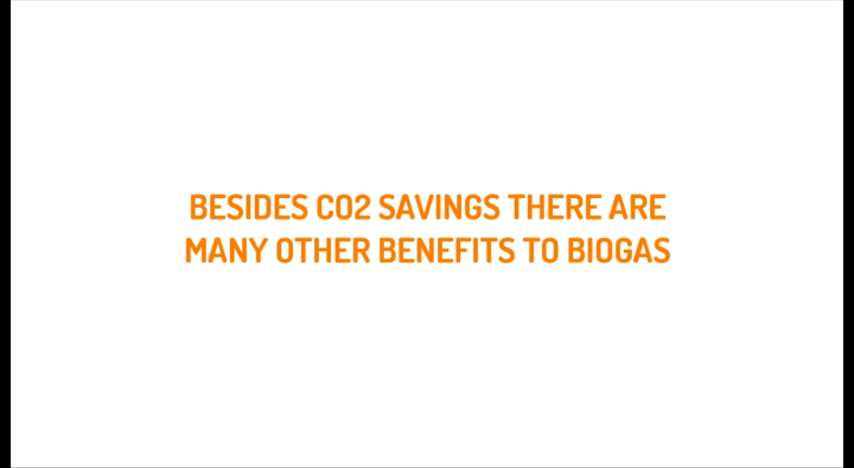 BESIDES CO2 SAVINGS THERE ARE
MANY OTHER BENEFITS TO BIOGAS